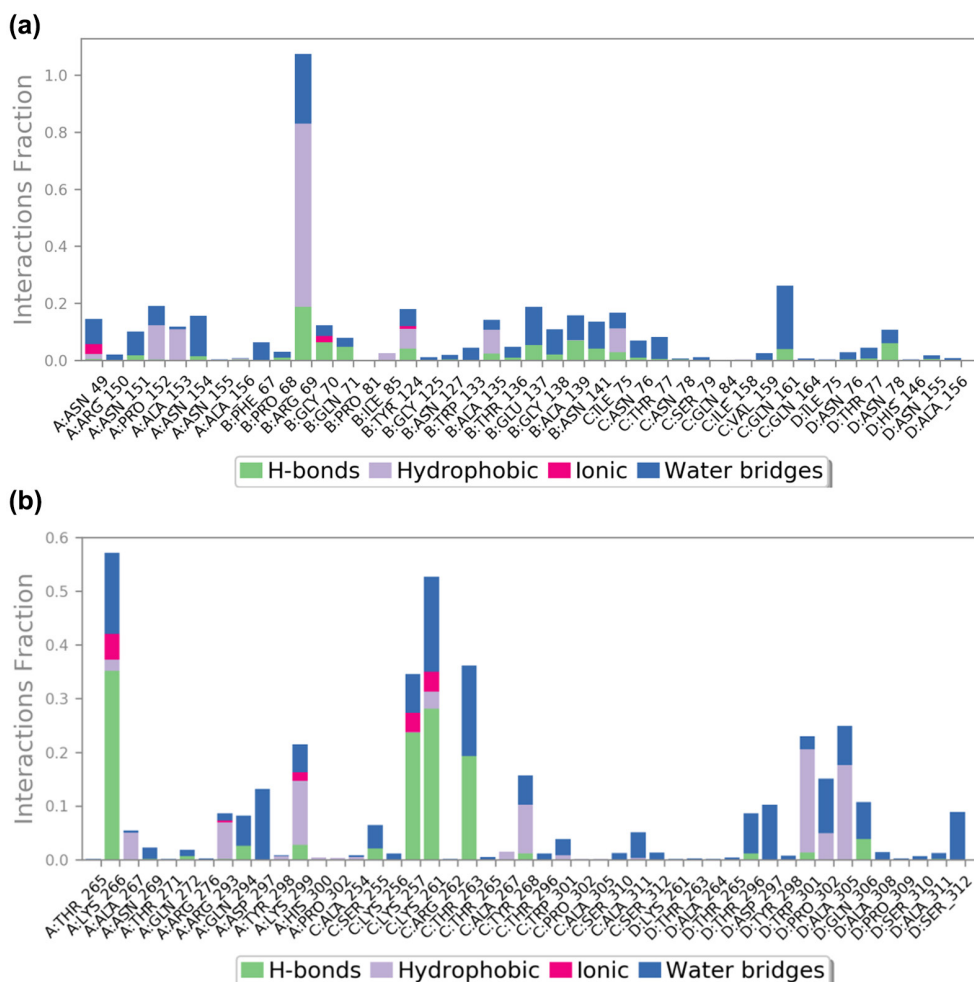 (a)
Interactions Fraction
1.0
0.8
0.6
0.4
0.2
0.0
A:ASN_49
A:ARG_150
A:ASN_151
A:PRO_152
A:ALA_153
A:ASN_154
A:ASN_155
A:ALA_156
B:PHE_67
B:PRO_68
B:ARG_69
B:GLY_70
B:GLN_71
B:PRO_81
B:ILE_85
B:TYR_124
B:GLY_125
B:ASN_127
B:TRP_133
B:ALA_135
B:THR_136
B:GLU_137
B:GLY_138
B:ALA_139
B:ASN_141
C:ILE_75
C:ASN_76
C:THR_77
C:ASN_78
C:SER_79
C:GLN_84
C:ILE_158
C:VAL_159
C:GLN_161
C:GLN_164
D:ILE_75
D:ASN_76
D:THR_77
D:ASN_78
D:HIS_146
D:ASN_155
D:ALA_156
H-bonds Hydrophobic Ionic Water bridges
(b)
Interactions Fraction
0.6
0.5
0.4
0.3
0.2
0.1
0.0
A:THR_265
A:LYS_266
A:ALA_267
A:ASN_269
A:THR_271
A:GLN_272
A:ARG_276
A:ARG_293
A:GLN_294
A:ASP_297
A:TYR_298
A:LYS_299
A:HIS_300
A:PRO_302
C:ALA_254
C:SER_255
C:LYS_256
C:LYS_257
C:LYS_261
C:ARG_262
C:THR_263
C:THR_265
C:ALA_267
C:TYR_268
C:THR_296
C:TRP_301
C:PRO_302
C:ALA_305
C:SER_310
C:ALA_311
C:SER_312
D:LYS_261
D:THR_263
D:ALA_264
D:THR_265
D:THR_296
D:ASP_297
D:TYR_298
D:TRP_301
D:PRO_302
D:ALA_305
D:GLN_306
D:ALA_308
D:PRO_309
D:SER_310
D:ALA_311
D:SER_312
H-bonds Hydrophobic Ionic Water bridges